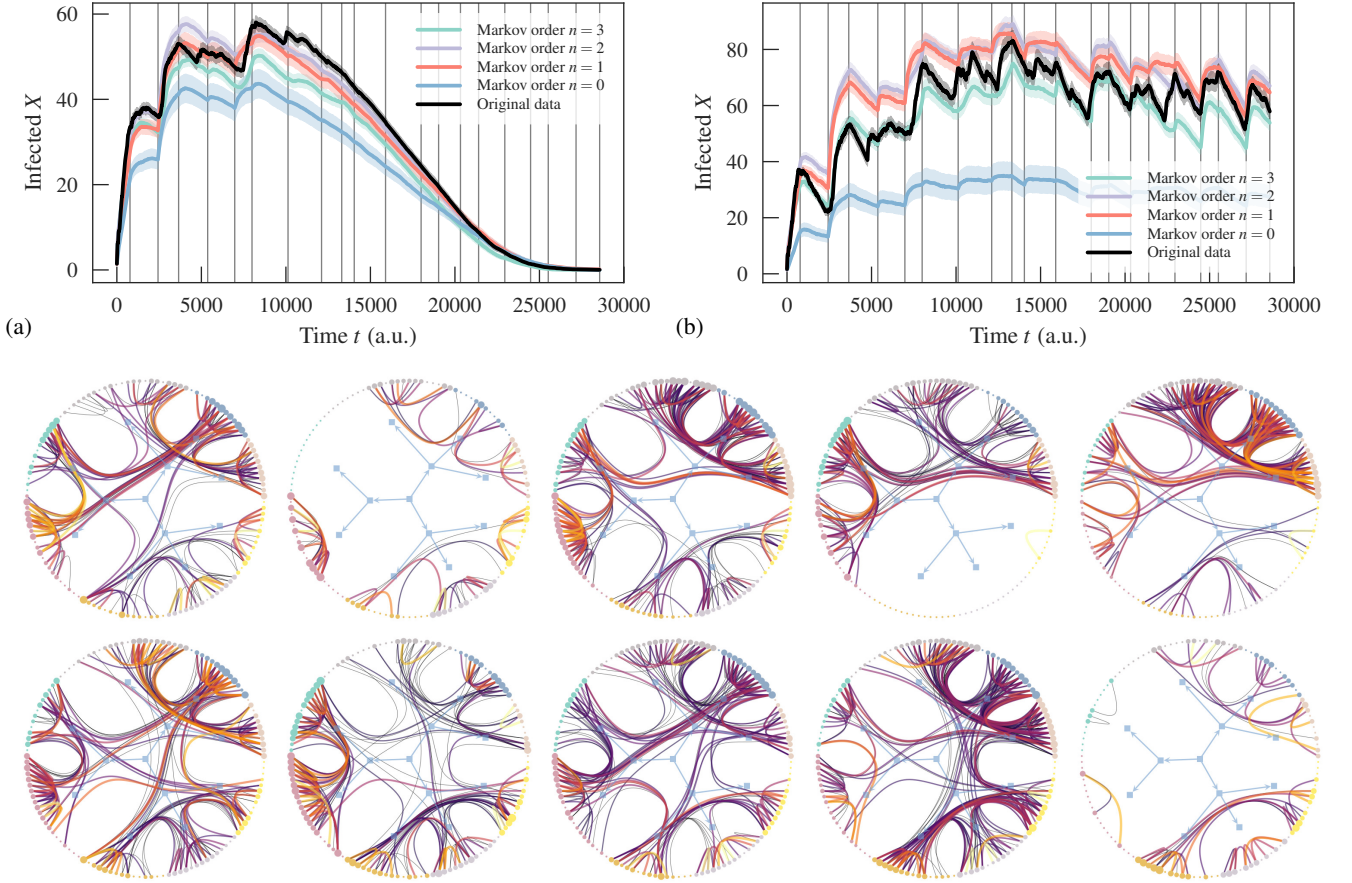 60
40
20
0
Infected X
0
5000
10000
15000
20000
25000
30000
Time t (a.u.)
Markov order n = 3
Markov order n = 2
Markov order n = 1
Markov order n = 0
Original data
(a)
80
60
40
20
0
Infected X
0
5000
10000
15000
20000
25000
30000
Time t (a.u.)
Markov order n = 3
Markov order n = 2
Markov order n = 1
Markov order n = 0
Original data
(b)